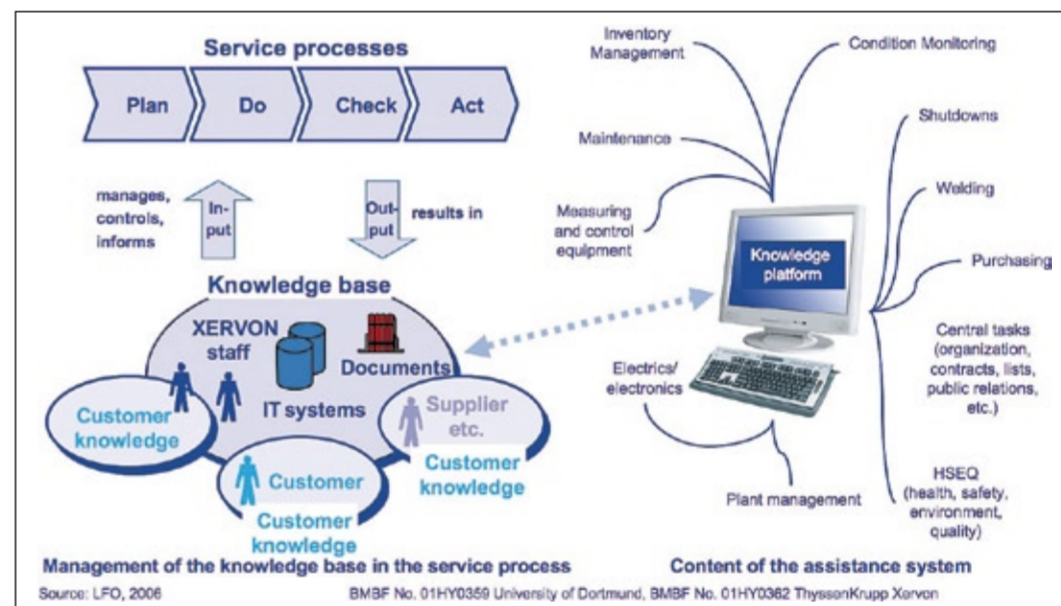 Service processes
Plan
Do
Check
Act
manages,
controls,
informs
In-
put
Out-
put
results in
Knowledge base
XERVON
staff
Documents
IT systems
Customer
knowledge
Supplier
etc.
Customer
knowledge
Customer
Customer
knowledge
Management of the knowledge base in the service process
Inventory
Management
Condition Monitoring
Shutdowns
Maintenance
Welding
Measuring
and control
equipment
Knowledge
platform
Purchasing
Central tasks
(organization,
contracts, lists,
public relations,
etc.)
Electrics/
electronics
Plant management
HSEQ
(health, safety,
environment,
quality)
Content of the assistance system
Source: LFO, 2006
BMBF No. 01HY0359 University of Dortmund, BMBF No. 01HY0362 ThyssenKrupp Xervon